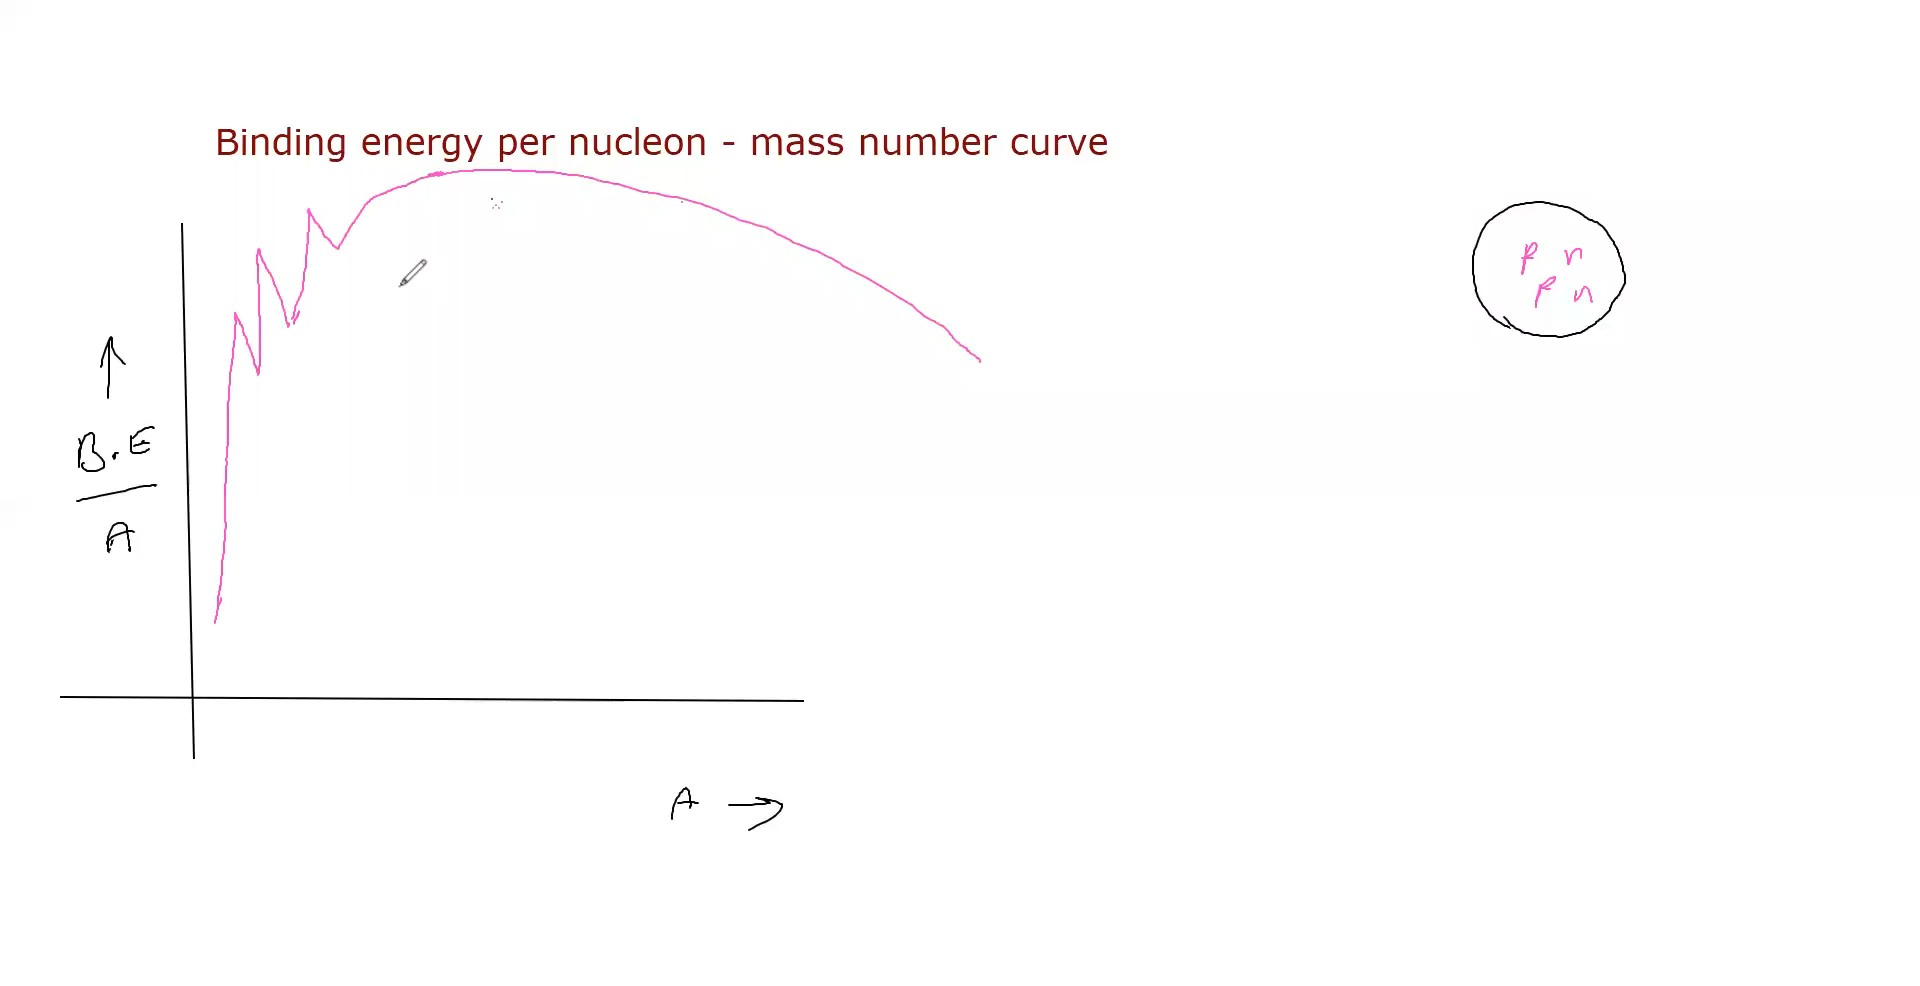 Binding energy per nucleon - mass number curve
B.E
A
A →
p n
p n